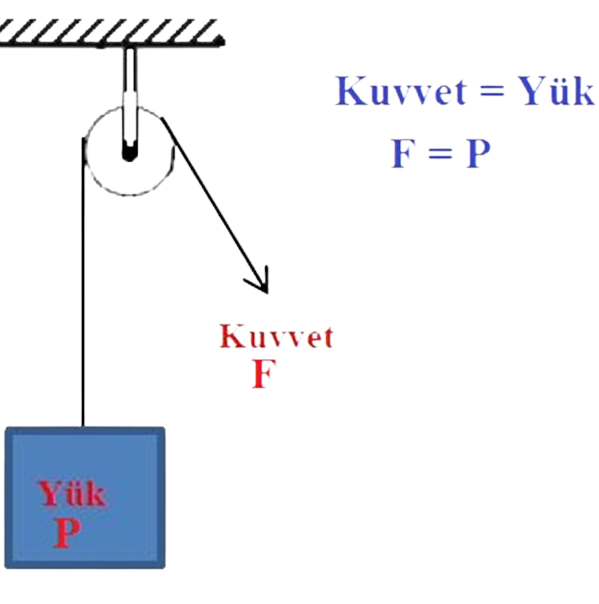 Kuvvet = Yük
F = P
Kuvvet
F
Yük
P